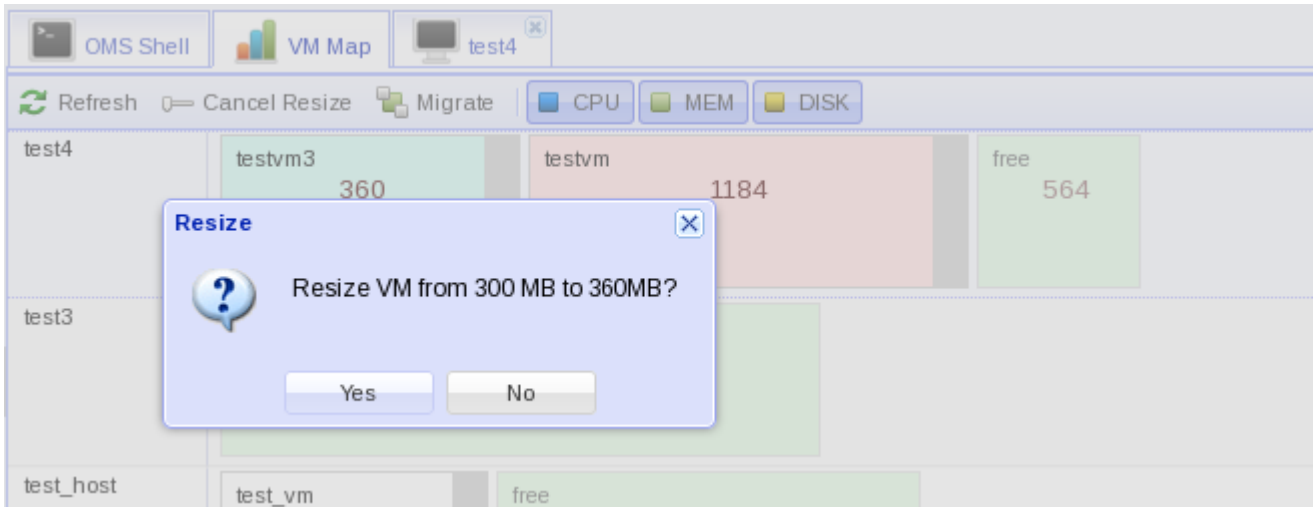 OMS Shell VM Map test4
Refresh Cancel Resize Migrate CPU MEM DISK
test4 testvm3 testvm free
360 1184 564
Resize
Resize VM from 300 MB to 360MB?
Yes No
test3
test_host test_vm free